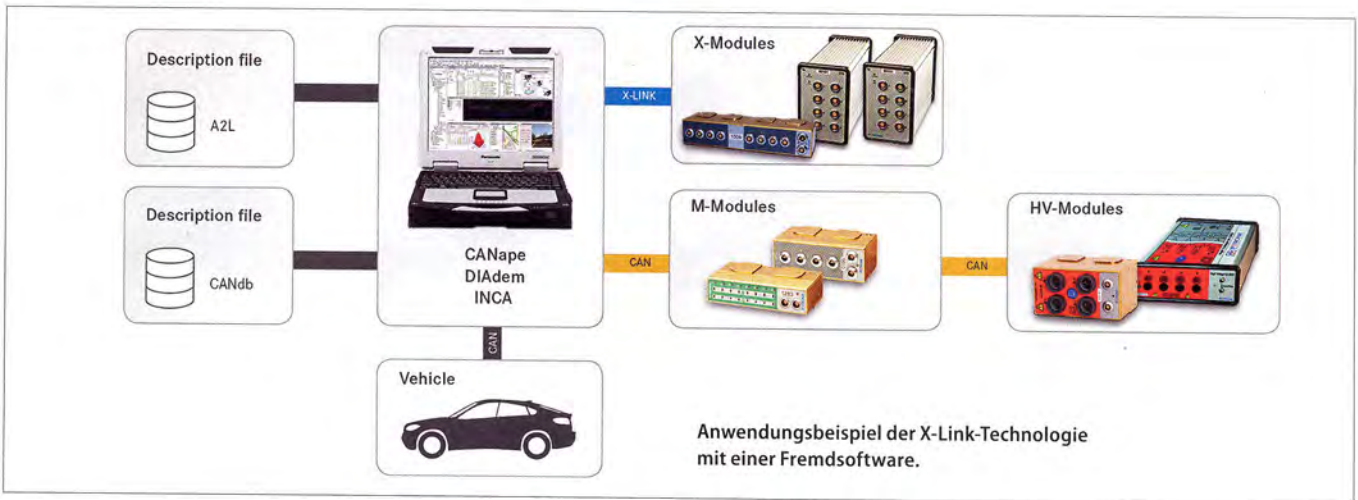 Description file
A2L
Description file
CANdb
CANape
DIAdem
INCA
X-LINK
CAN
CAN
CAN
X-Modules
M-Modules
HV-Modules
Vehicle
Anwendungsbeispiel der X-Link-Technologie
mit einer Fremdsoftware.